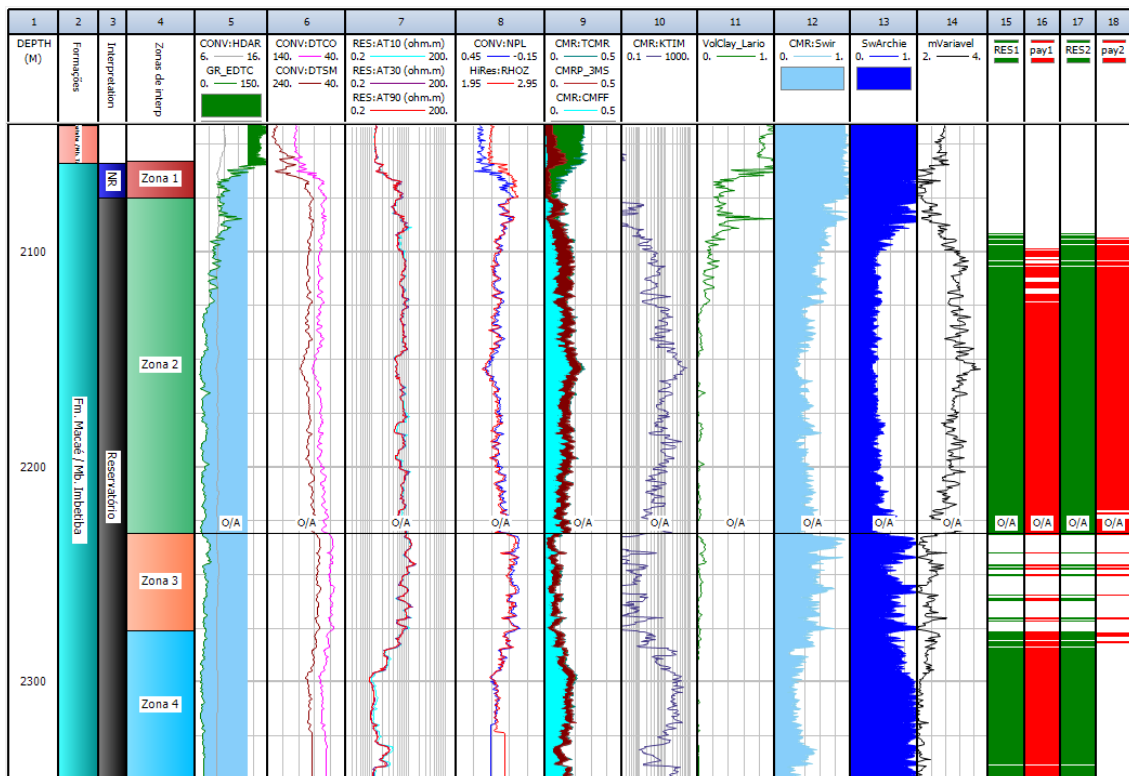 1 2 3 4 5 6 7 8 9 10 11 12 13 14 15 16 17 18
DEPTH
(M)
Formações
Interpretation
Zonas de interp
CONV:HDAR
6. 16.
GR_EDTC
0. 150.
CONV:DTCO
140. 40.
CONV:DTSM
240. 40.
RES:AT10 (ohm.m)
0.2 200.
RES:AT30 (ohm.m)
0.2 200.
RES:AT90 (ohm.m)
0.2 200.
CONV:NPL
0.45 -0.15
HiRes:RHOZ
1.95 2.95
CMR:TCMR
0. 0.5
CMRP_3MS
0. 0.5
CMR:CMFF
0. 0.5
CMR:KTIM
0.1 1000.
VolClay_Lario
0. 1.
CMR:Swir
0. 1.
SwArchie
0. 1.
mVariavel
2. 4.
RES1
pay1
RES2
pay2
NR
Zona 1
2100
Zona 2
Fm. Macaé / Mb. Imbetiba
Reservatório
2200
O/A O/A O/A O/A O/A O/A O/A O/A O/A O/A O/A O/A O/A O/A
Zona 3
2300
Zona 4